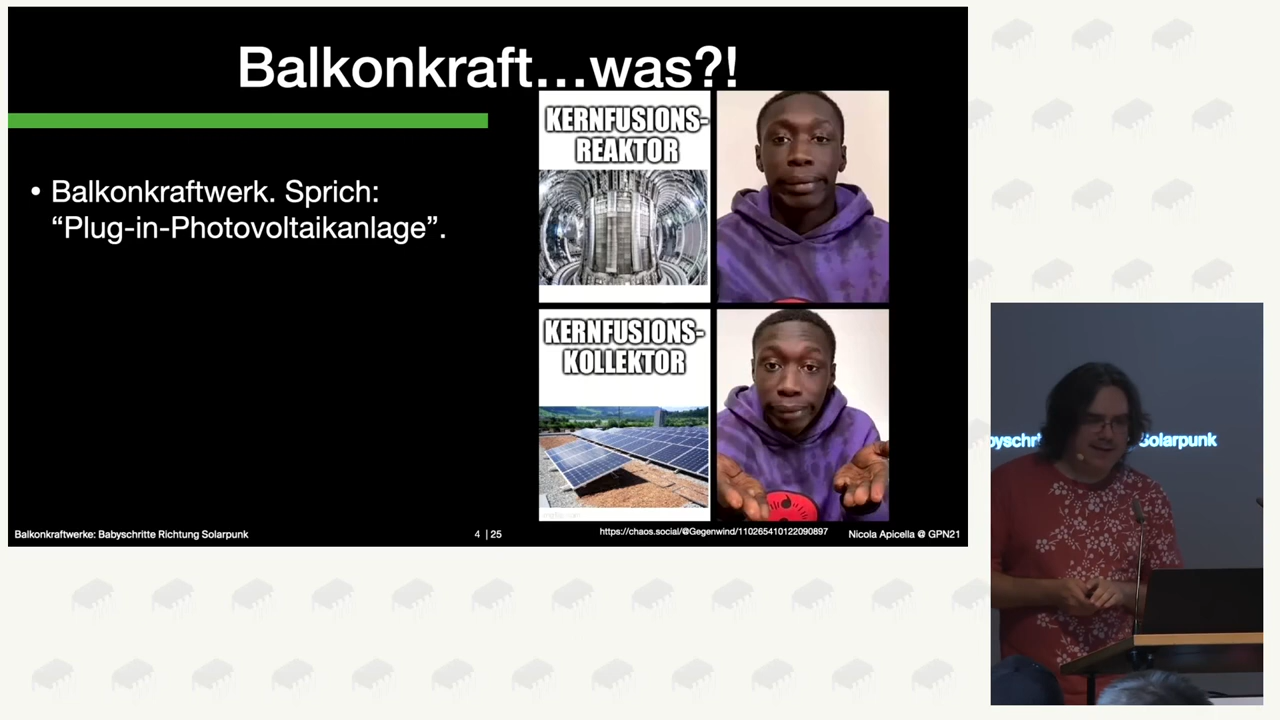 Balkonkraft...was?!
• Balkonkraftwerk. Sprich:
“Plug-in-Photovoltaikanlage”.
KERNFUSIONS-
REAKTOR
KERNFUSIONS-
KOLLEKTOR
Balkonkraftwerke: Babyschritte Richtung Solarpunk
4 | 25
https://chaos.social/@Gegenwind/110265410122090897
Nicola Apicella @ GPN21
Solarpunk